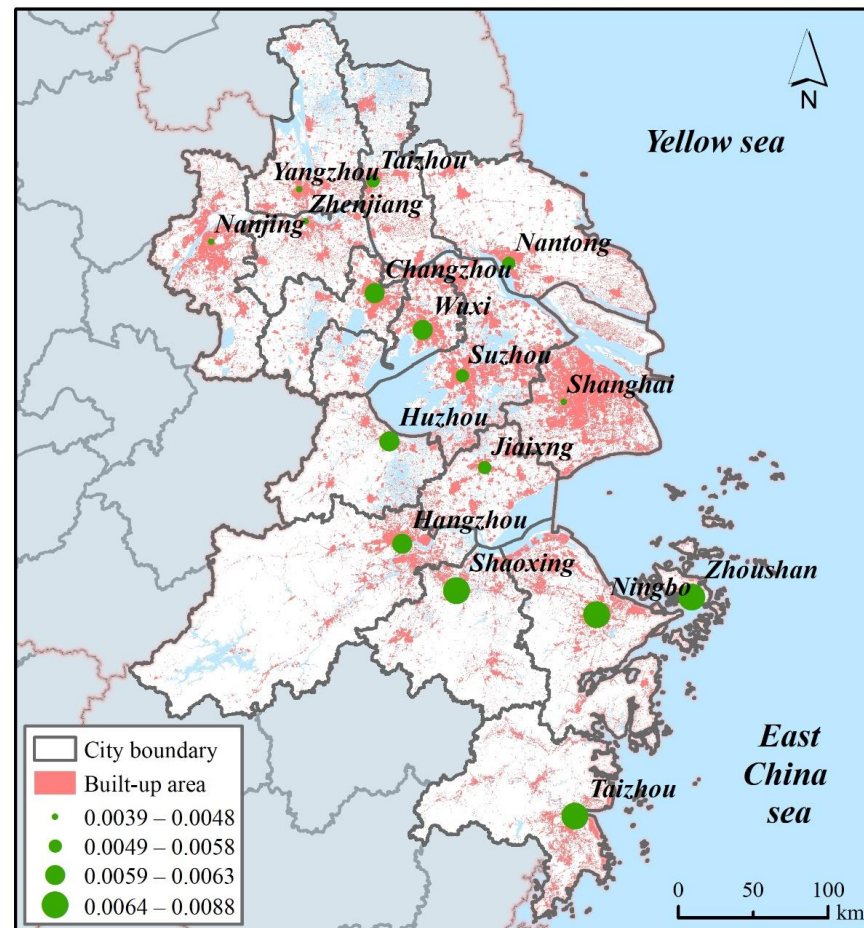 N
Yellow sea
Taizhou
Yangzhou
Zhenjiang
Nanjing
Nantong
Changzhou
Wuxi
Suzhou
Shanghai
Huzhou
Jiaixng
Hangzhou
Shaoxing
Ningbo
Zhoushan
East
China
sea
Taizhou
City boundary
Built-up area
0.0039 – 0.0048
0.0049 – 0.0058
0.0059 – 0.0063
0.0064 – 0.0088
0 50 100
km